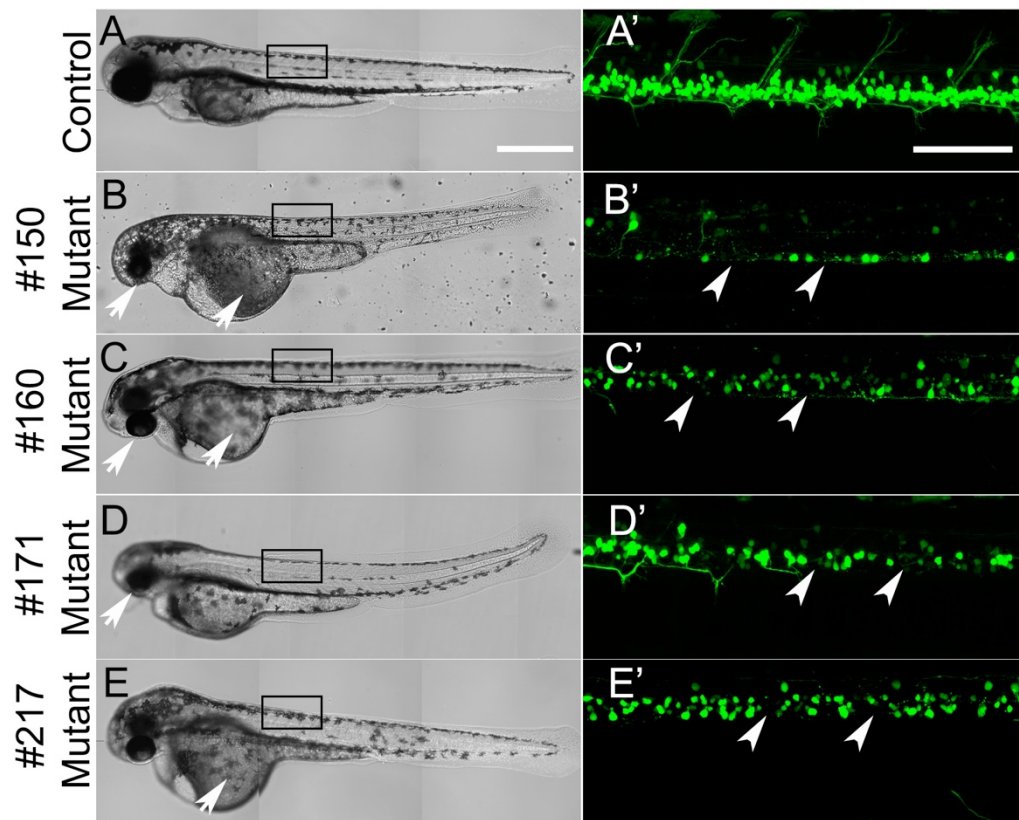 Control
A
A’
#150
Mutant
B
B’
#160
Mutant
C
C’
#171
Mutant
D
D’
#217
Mutant
E
E’